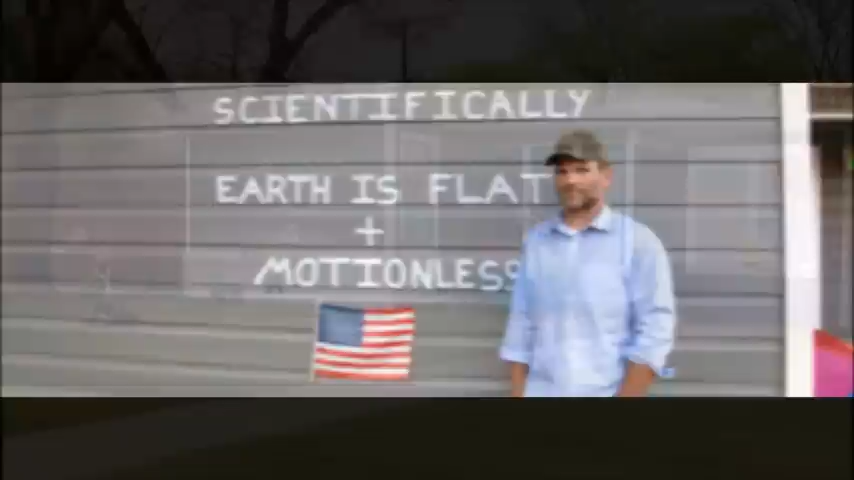 SCIENTIFICALLY
EARTH IS FLAT
+
MOTIONLESS